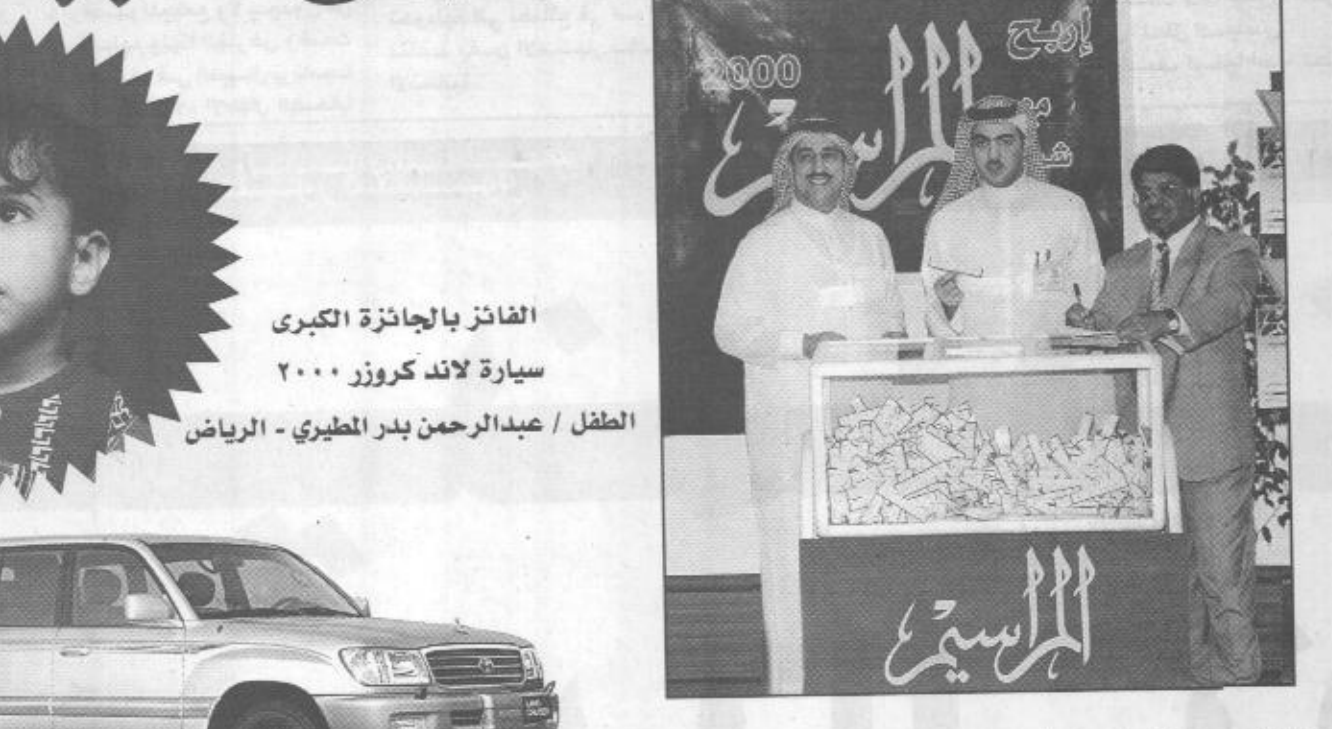 إربح
2000
المراسيم
الفائز بالجائزة الكبرى
سيارة لاند كروزر ٢٠٠٠
الطفل / عبدالرحمن بدر المطيري - الرياض
المراسيم